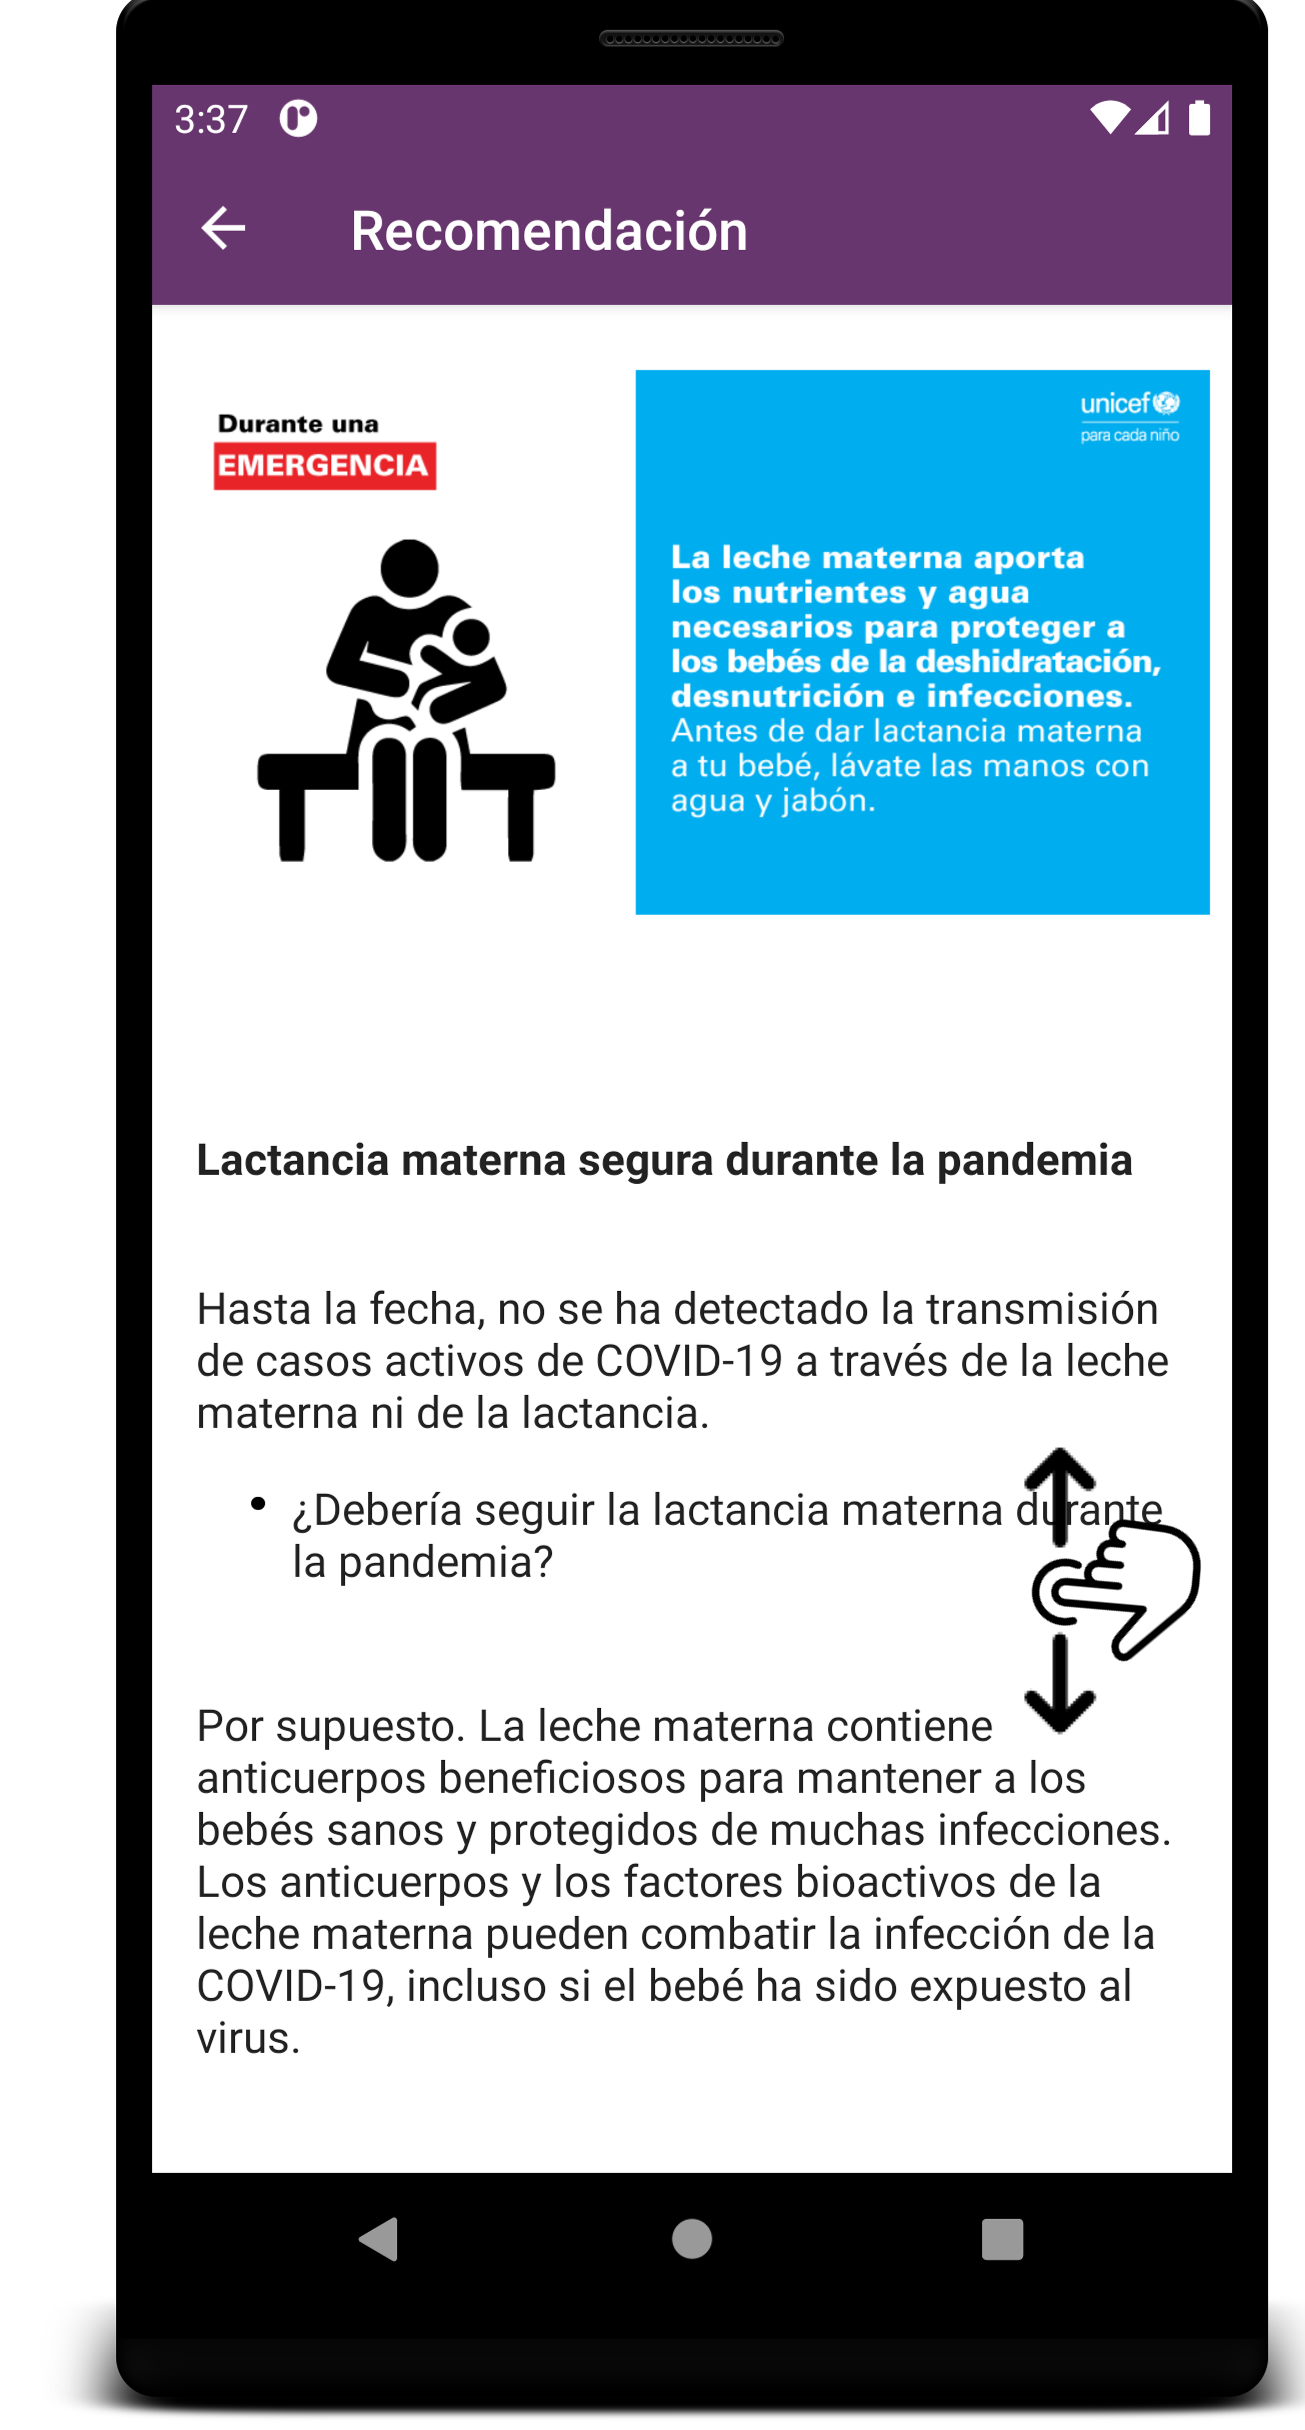 3:37
Recomendación
Durante una
EMERGENCIA
unicef
para cada niño
La leche materna aporta
los nutrientes y agua
necesarios para proteger a
los bebés de la deshidratación,
desnutrición e infecciones.
Antes de dar lactancia materna
a tu bebé, lávate las manos con
agua y jabón.
Lactancia materna segura durante la pandemia
Hasta la fecha, no se ha detectado la transmisión
de casos activos de COVID-19 a través de la leche
materna ni de la lactancia.
• ¿Debería seguir la lactancia materna durante
la pandemia?
Por supuesto. La leche materna contiene
anticuerpos beneficiosos para mantener a los
bebés sanos y protegidos de muchas infecciones.
Los anticuerpos y los factores bioactivos de la
leche materna pueden combatir la infección de la
COVID-19, incluso si el bebé ha sido expuesto al
virus.